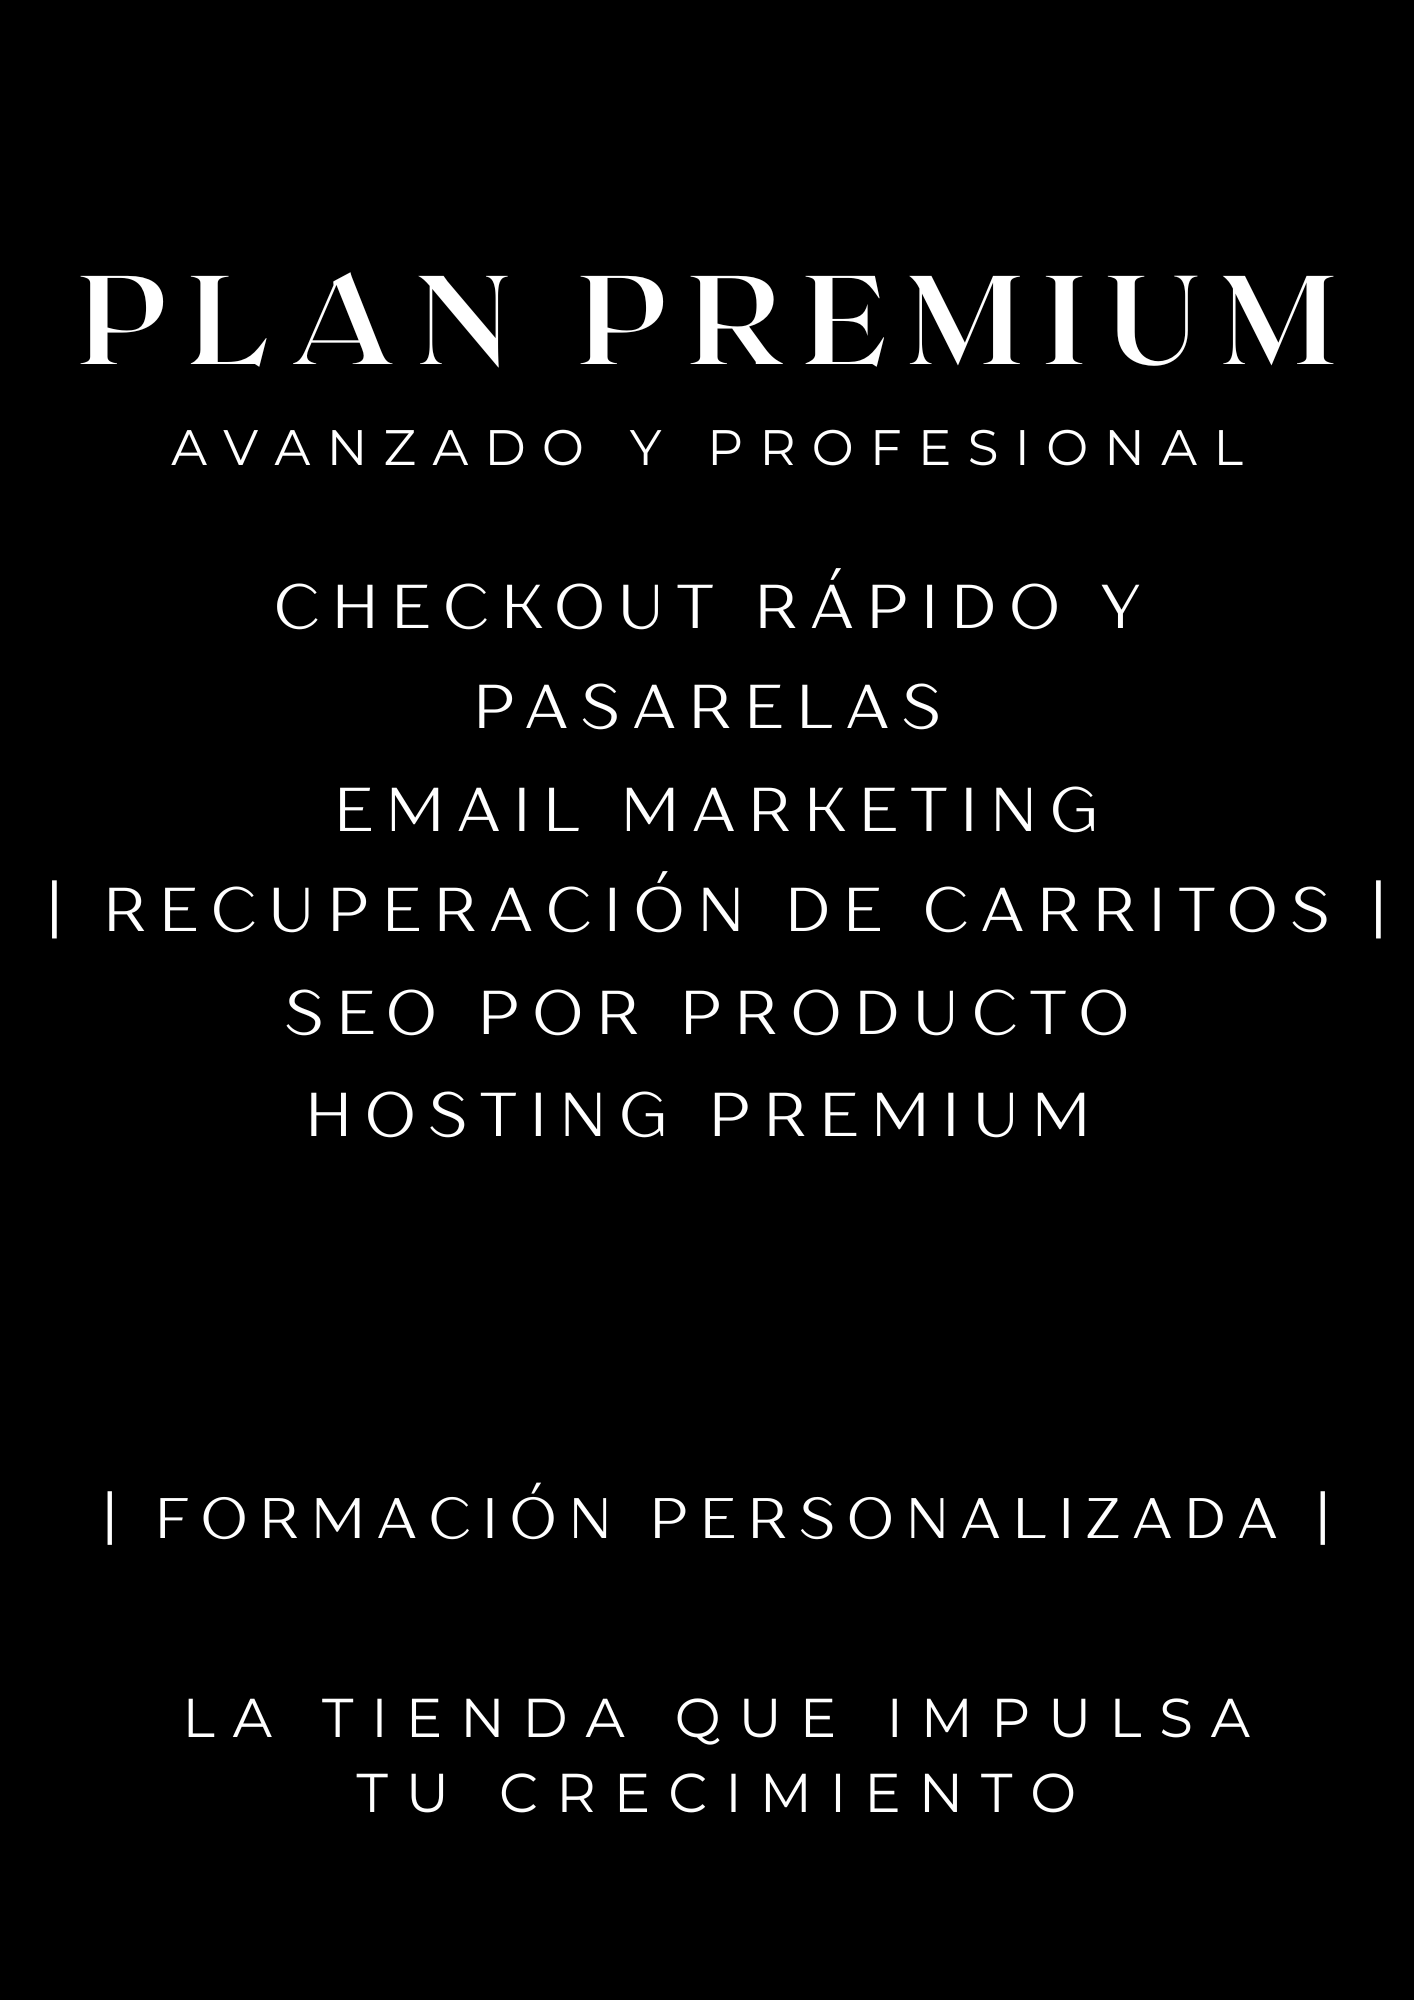 PLAN PREMIUM
AVANZADO Y PROFESIONAL
CHECKOUT RÁPIDO Y
PASARELAS
EMAIL MARKETING
| RECUPERACIÓN DE CARRITOS |
SEO POR PRODUCTO
HOSTING PREMIUM
| FORMACIÓN PERSONALIZADA |
LA TIENDA QUE IMPULSA
TU CRECIMIENTO